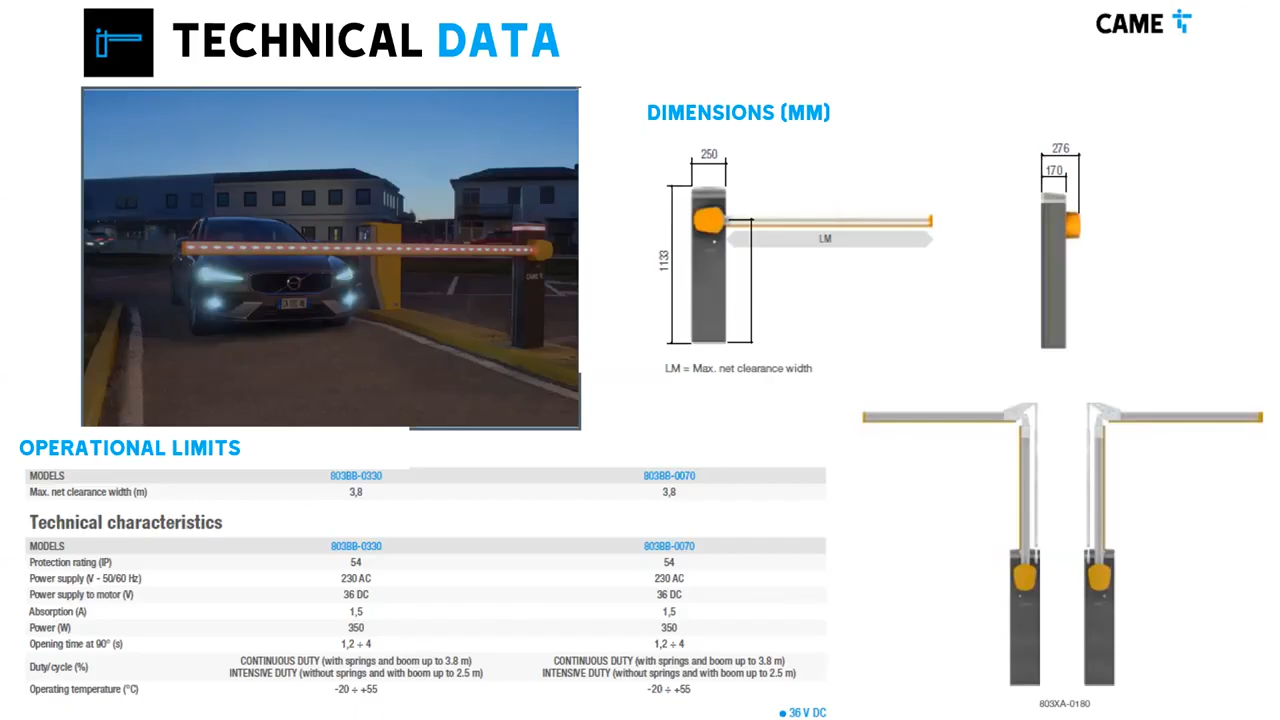 TECHNICAL DATA
CAME
DIMENSIONS (MM)
250
1133
LM
276
170
LM = Max. net clearance width
CAME
OPERATIONAL LIMITS
MODELS 803BB-0330 803BB-0070
Max. net clearance width (m) 3,8 3,8
Technical characteristics
MODELS 803BB-0330 803BB-0070
Protection rating (IP) 54 54
Power supply (V - 50/60 Hz) 230 AC 230 AC
Power supply to motor (V) 36 DC 36 DC
Absorption (A) 1,5 1,5
Power (W) 350 350
Opening time at 90° (s) 1,2 ÷ 4 1,2 ÷ 4
Duty/cycle (%) CONTINUOUS DUTY (with springs and boom up to 3.8 m) CONTINUOUS DUTY (with springs and boom up to 3.8 m)
INTENSIVE DUTY (without springs and with boom up to 2.5 m) INTENSIVE DUTY (without springs and with boom up to 2.5 m)
Operating temperature (°C) -20 ÷ +55 -20 ÷ +55
● 36 V DC
803XA-0180